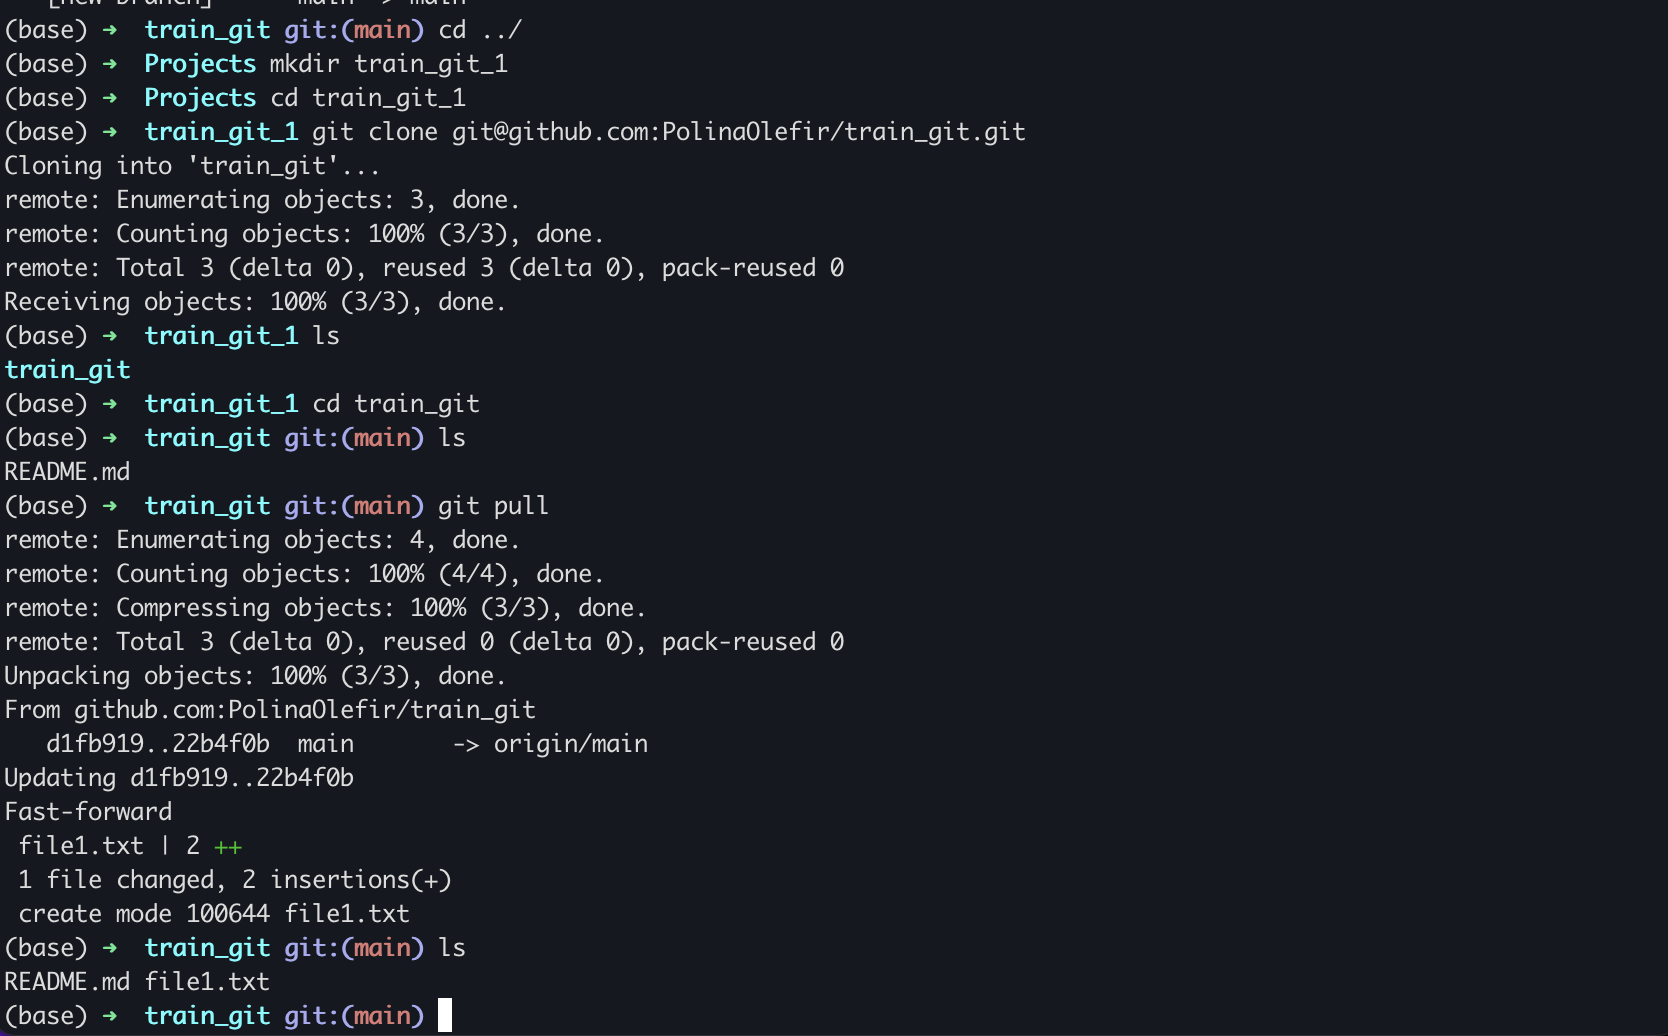 [new branch]      main -> main
(base) ➜  train_git git:(main) cd ../
(base) ➜  Projects mkdir train_git_1
(base) ➜  Projects cd train_git_1
(base) ➜  train_git_1 git clone git@github.com:PolinaOlefir/train_git.git
Cloning into 'train_git'...
remote: Enumerating objects: 3, done.
remote: Counting objects: 100% (3/3), done.
remote: Total 3 (delta 0), reused 3 (delta 0), pack-reused 0
Receiving objects: 100% (3/3), done.
(base) ➜  train_git_1 ls
train_git
(base) ➜  train_git_1 cd train_git
(base) ➜  train_git git:(main) ls
README.md
(base) ➜  train_git git:(main) git pull
remote: Enumerating objects: 4, done.
remote: Counting objects: 100% (4/4), done.
remote: Compressing objects: 100% (3/3), done.
remote: Total 3 (delta 0), reused 0 (delta 0), pack-reused 0
Unpacking objects: 100% (3/3), done.
From github.com:PolinaOlefir/train_git
   d1fb919..22b4f0b  main       -> origin/main
Updating d1fb919..22b4f0b
Fast-forward
 file1.txt | 2 ++
 1 file changed, 2 insertions(+)
 create mode 100644 file1.txt
(base) ➜  train_git git:(main) ls
README.md file1.txt
(base) ➜  train_git git:(main)